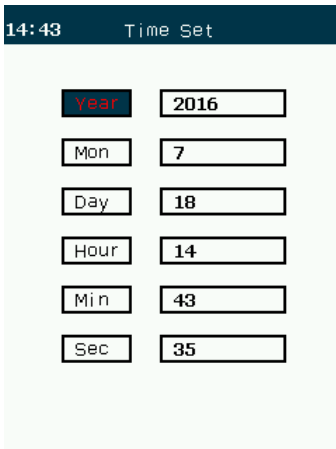 14:43 Time Set
Year 2016
Mon 7
Day 18
Hour 14
Min 43
Sec 35